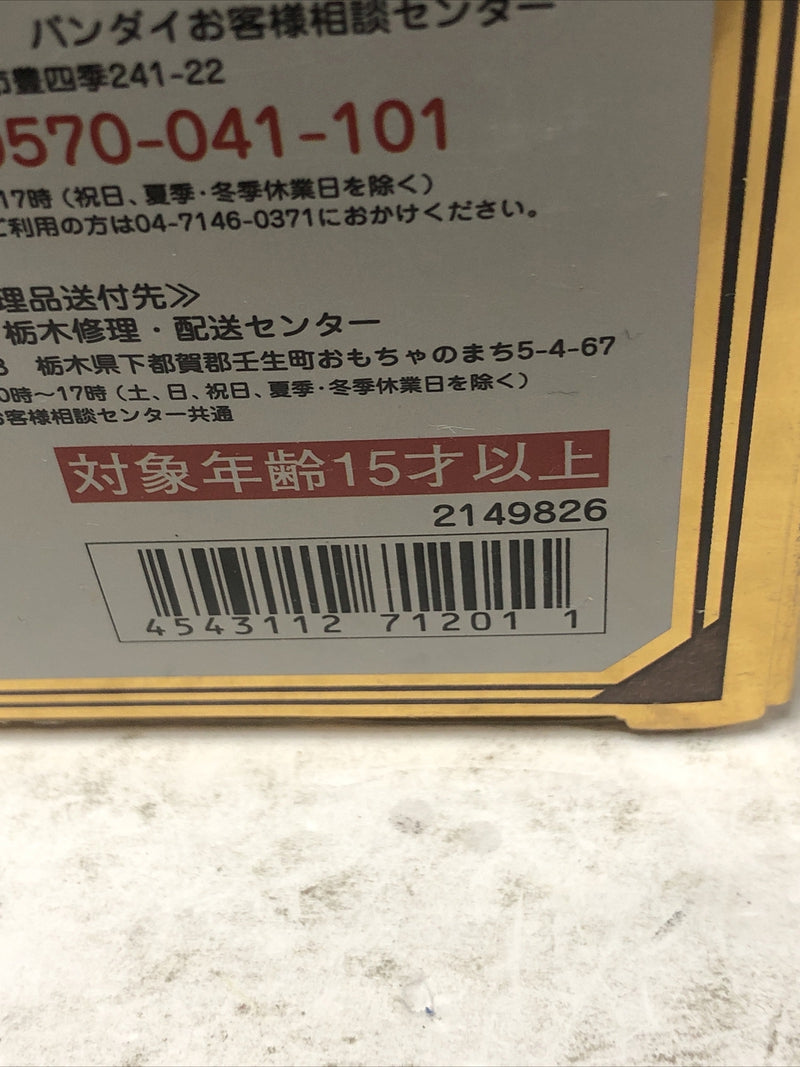 バンダイお客様相談センター
市豊四季241-22
0570-041-101
17時（祝日、夏季・冬季休業日を除く）
ご利用の方は04-7146-0371におかけください。
理品送付先≫
栃木修理・配送センター
栃木県下都賀郡壬生町おもちゃのまち5-4-67
0時〜17時（土、日、祝日、夏季・冬季休業日を除く）
お客様相談センター共通
対象年齢15才以上
2149826
4543112 712011